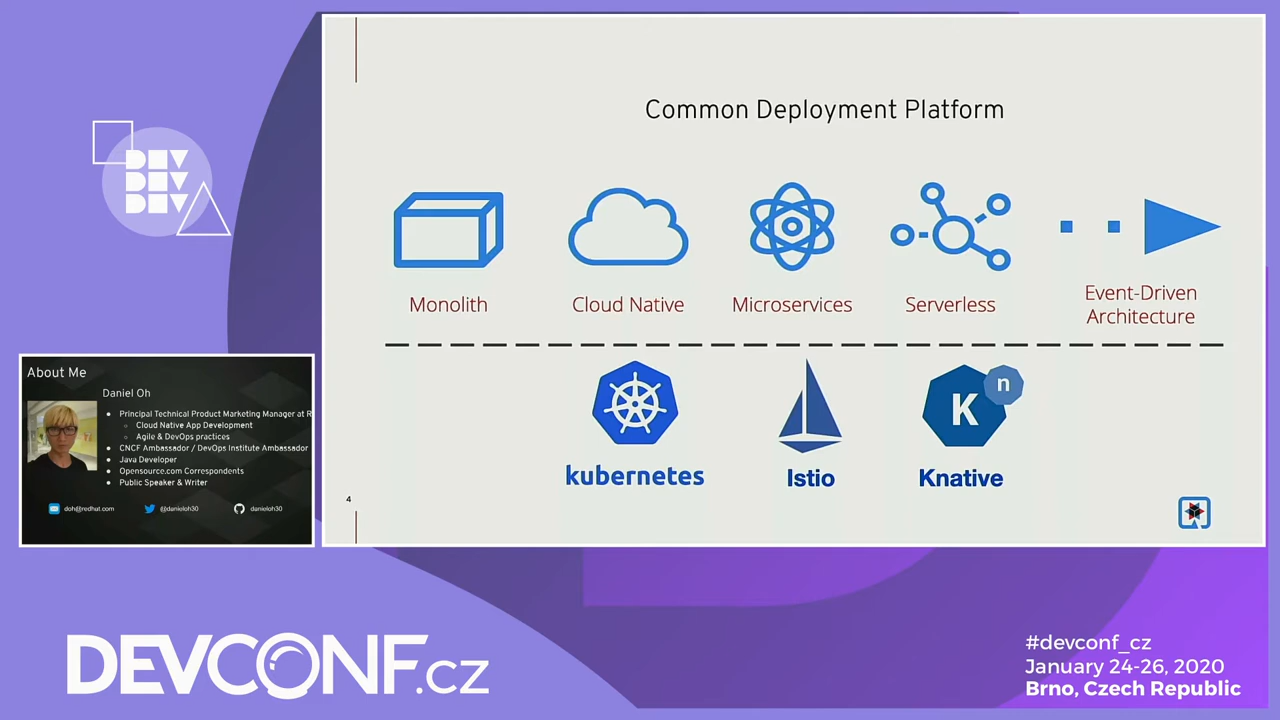 DEV
DEV
DEV
Common Deployment Platform
Monolith
Cloud Native
Microservices
Serverless
Event-Driven
Architecture
kubernetes
Istio
K
n
Knative
4
About Me
Daniel Oh
Principal Technical Product Marketing Manager at R
Cloud Native App Development
Agile & DevOps practices
CNCF Ambassador / DevOps Institute Ambassador
Java Developer
Opensource.com Correspondents
Public Speaker & Writer
doh@redhat.com
@danieloh30
danieloh30
DEVCONF.cz
#devconf_cz
January 24-26, 2020
Brno, Czech Republic